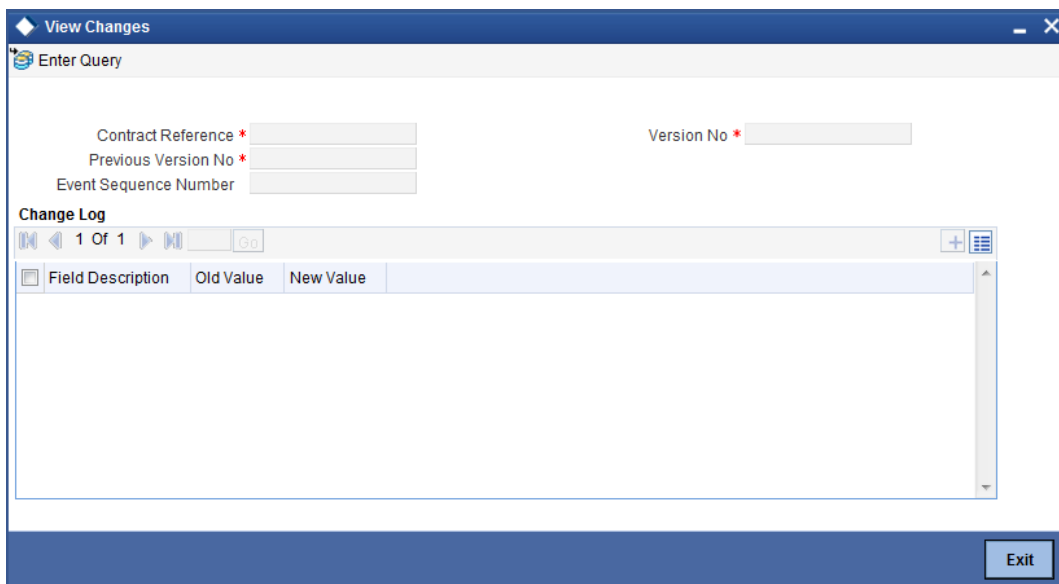 View Changes
Enter Query
Contract Reference * Version No *
Previous Version No *
Event Sequence Number
Change Log
1 Of 1 Go
Field Description Old Value New Value
Exit